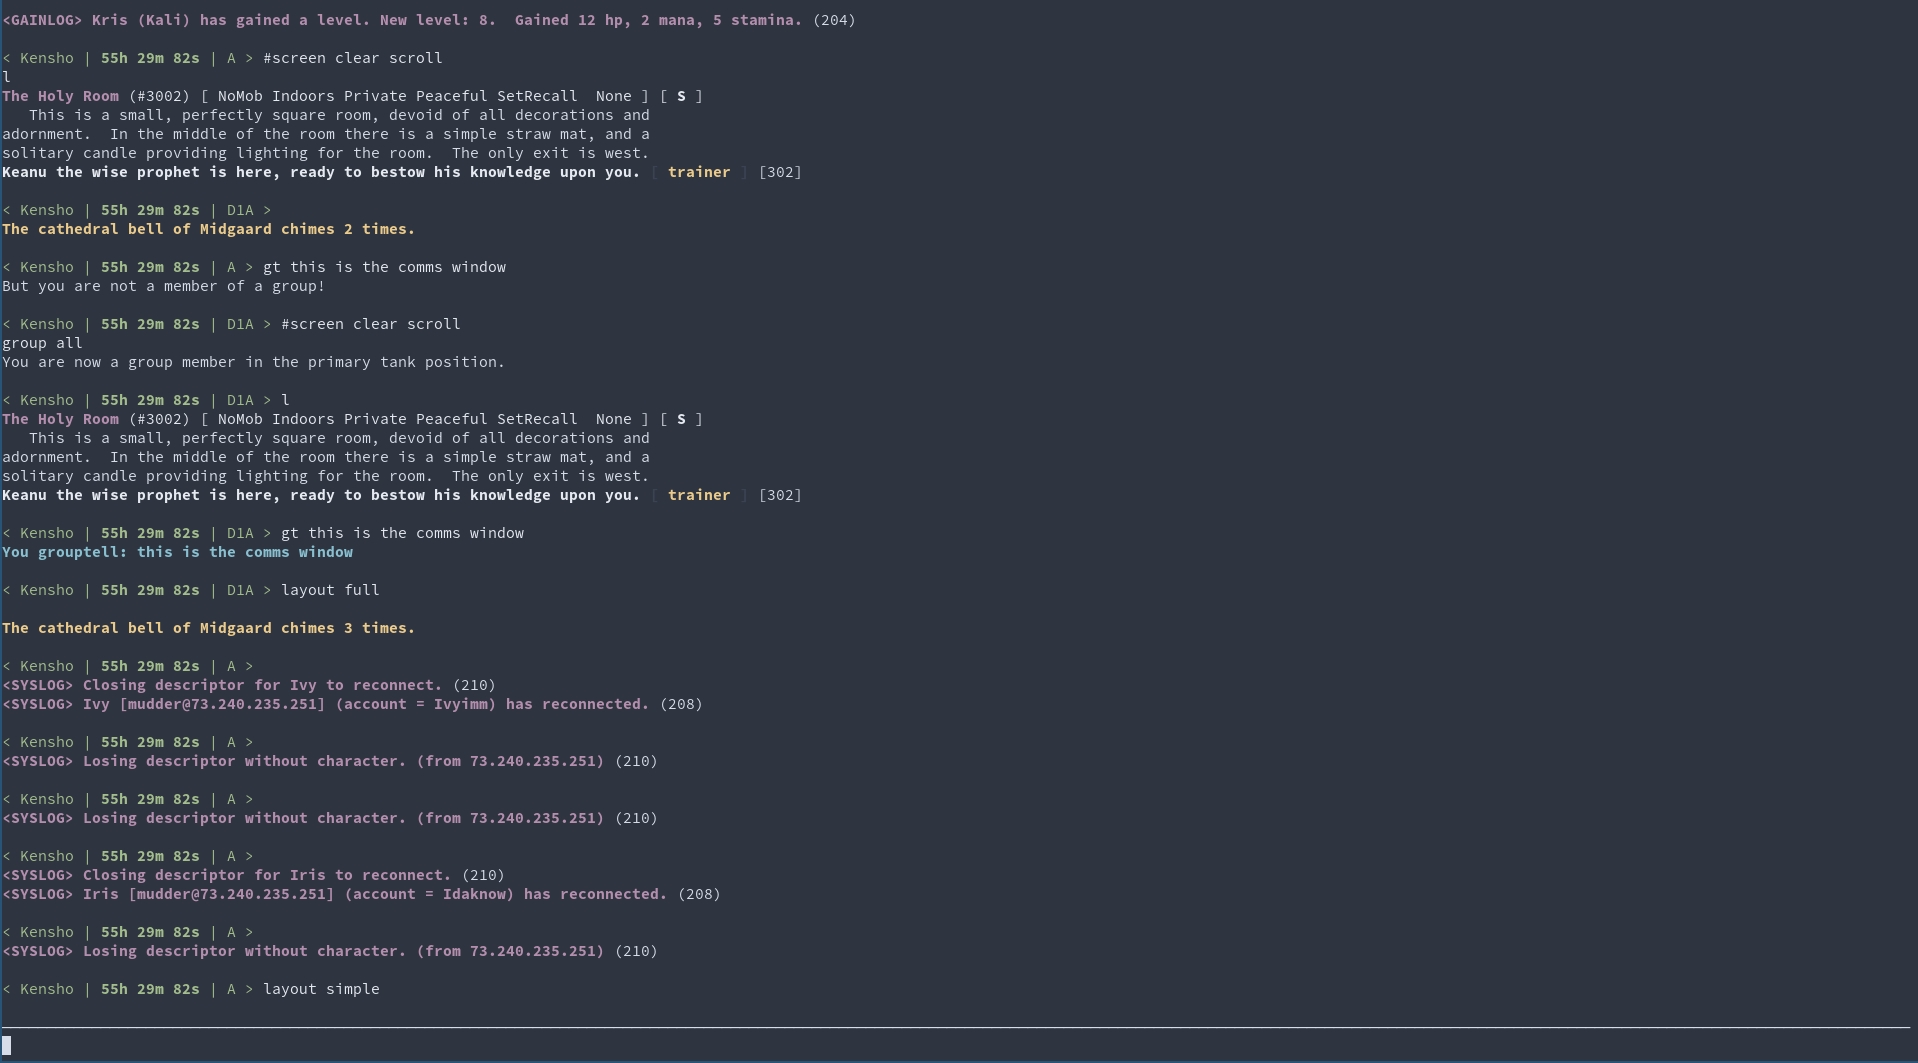 <GAINLOG> Kris (Kali) has gained a level. New level: 8.  Gained 12 hp, 2 mana, 5 stamina. (204)
< Kensho | 55h 29m 82s | A > #screen clear scroll
l
The Holy Room (#3002) [ NoMob Indoors Private Peaceful SetRecall  None ] [ S ]
   This is a small, perfectly square room, devoid of all decorations and
adornment.  In the middle of the room there is a simple straw mat, and a
solitary candle providing lighting for the room.  The only exit is west.
Keanu the wise prophet is here, ready to bestow his knowledge upon you. [ trainer ] [302]
< Kensho | 55h 29m 82s | D1A >
The cathedral bell of Midgaard chimes 2 times.
< Kensho | 55h 29m 82s | A > gt this is the comms window
But you are not a member of a group!
< Kensho | 55h 29m 82s | D1A > #screen clear scroll
group all
You are now a group member in the primary tank position.
< Kensho | 55h 29m 82s | D1A > l
The Holy Room (#3002) [ NoMob Indoors Private Peaceful SetRecall  None ] [ S ]
   This is a small, perfectly square room, devoid of all decorations and
adornment.  In the middle of the room there is a simple straw mat, and a
solitary candle providing lighting for the room.  The only exit is west.
Keanu the wise prophet is here, ready to bestow his knowledge upon you. [ trainer ] [302]
< Kensho | 55h 29m 82s | D1A > gt this is the comms window
You grouptell: this is the comms window
< Kensho | 55h 29m 82s | D1A > layout full
The cathedral bell of Midgaard chimes 3 times.
< Kensho | 55h 29m 82s | A >
<SYSLOG> Closing descriptor for Ivy to reconnect. (210)
<SYSLOG> Ivy [mudder@73.240.235.251] (account = Ivyimm) has reconnected. (208)
< Kensho | 55h 29m 82s | A >
<SYSLOG> Losing descriptor without character. (from 73.240.235.251) (210)
< Kensho | 55h 29m 82s | A >
<SYSLOG> Losing descriptor without character. (from 73.240.235.251) (210)
< Kensho | 55h 29m 82s | A >
<SYSLOG> Closing descriptor for Iris to reconnect. (210)
<SYSLOG> Iris [mudder@73.240.235.251] (account = Idaknow) has reconnected. (208)
< Kensho | 55h 29m 82s | A >
<SYSLOG> Losing descriptor without character. (from 73.240.235.251) (210)
< Kensho | 55h 29m 82s | A > layout simple